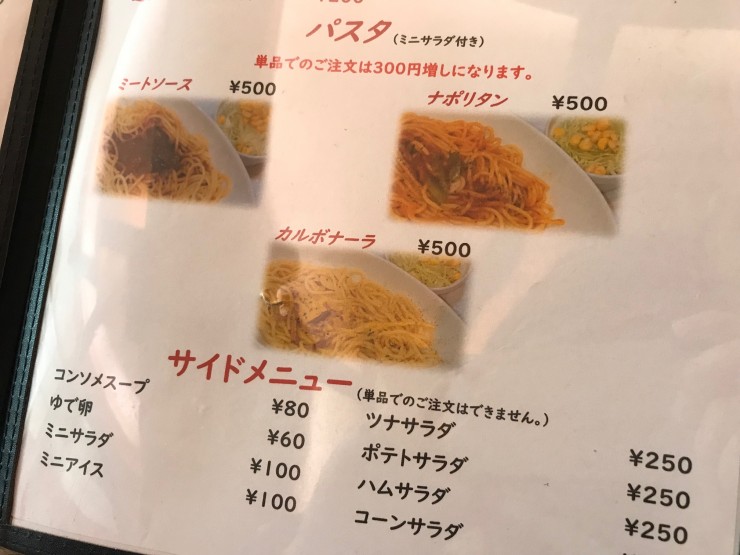 パスタ (ミニサラダ付き)
単品でのご注文は300円増しになります。
ミートソース ¥500
ナポリタン ¥500
カルボナーラ ¥500
サイドメニュー (単品でのご注文はできません。)
コンソメスープ ¥80
ゆで卵 ¥60
ミニサラダ ¥100
ミニアイス ¥100
ツナサラダ ¥250
ポテトサラダ ¥250
ハムサラダ ¥250
コーンサラダ